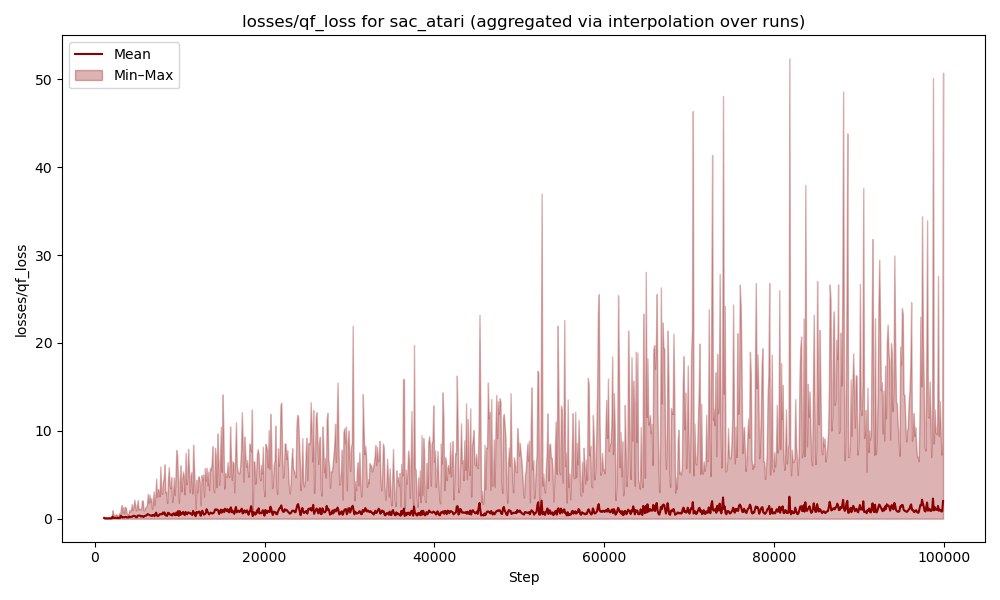 losses/qf_loss for sac_atari (aggregated via interpolation over runs)
Mean
Min–Max
losses/qf_loss
50
40
30
20
10
0
0 20000 40000 60000 80000 100000
Step